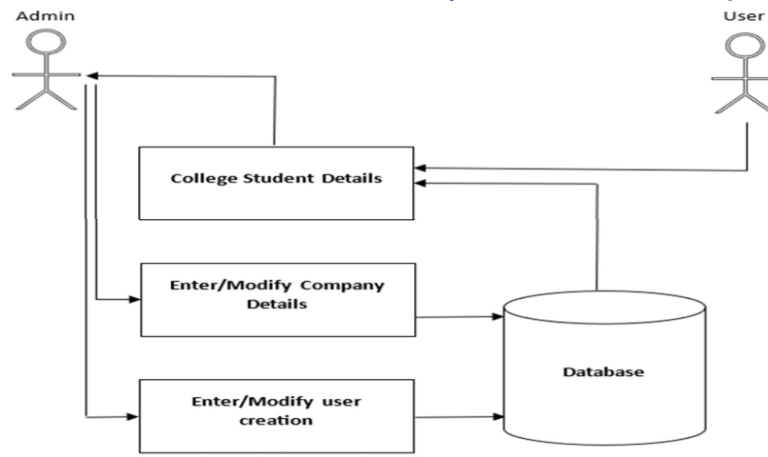 Admin
User
College Student Details
Enter/Modify Company
Details
Database
Enter/Modify user
creation